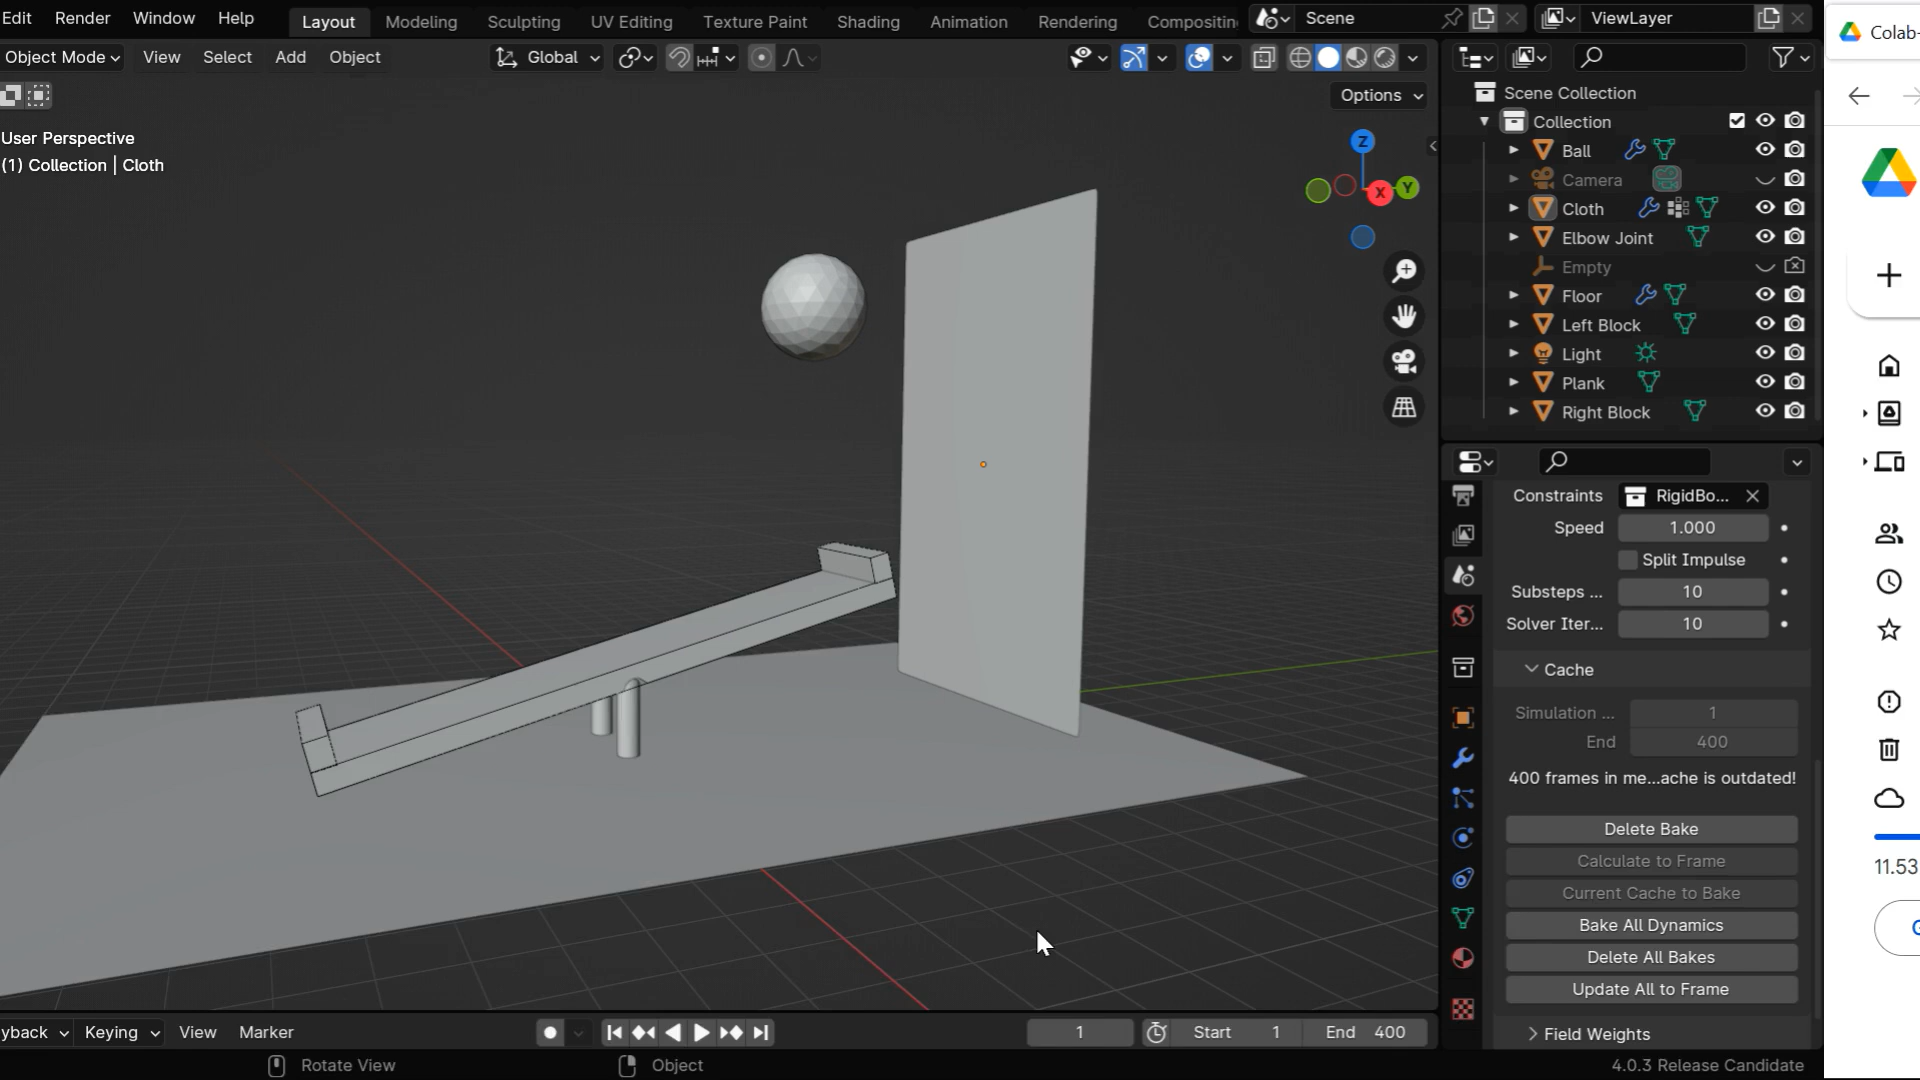 Edit Render Window Help Layout Modeling Sculpting UV Editing Texture Paint Shading Animation Rendering Compositin Scene ViewLayer
Colab-
Object Mode View Select Add Object Global
Options
User Perspective
(1) Collection | Cloth
Z
X
Y
Scene Collection
Collection
Ball
Camera
Cloth
Elbow Joint
Empty
Floor
Left Block
Light
Plank
Right Block
Constraints RigidBo...
Speed 1.000
Split Impulse
Substeps ... 10
Solver Iter... 10
Cache
Simulation ... 1
End 400
400 frames in me...ache is outdated!
Delete Bake
Calculate to Frame
Current Cache to Bake
Bake All Dynamics
Delete All Bakes
Update All to Frame
Field Weights
11.53
yback Keying View Marker 1 Start 1 End 400
Rotate View Object 4.0.3 Release Candidate